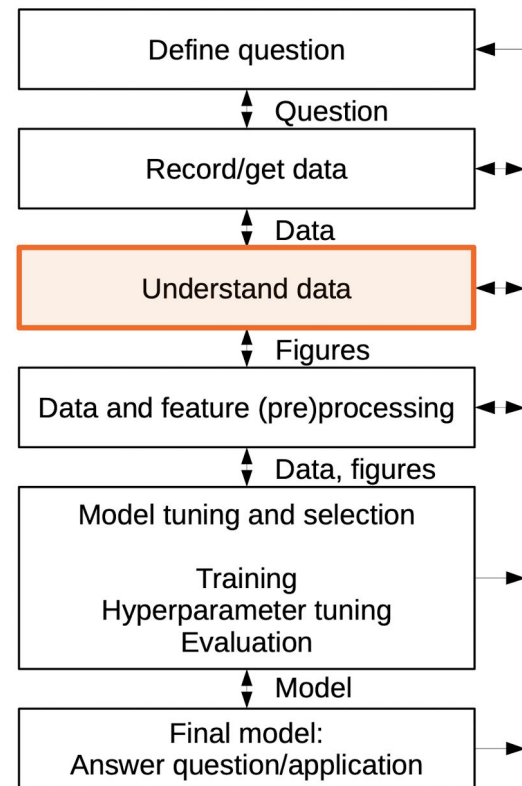 Define question
Question
Record/get data
Data
Understand data
Figures
Data and feature (pre)processing
Data, figures
Model tuning and selection
Training
Hyperparameter tuning
Evaluation
Model
Final model:
Answer question/application